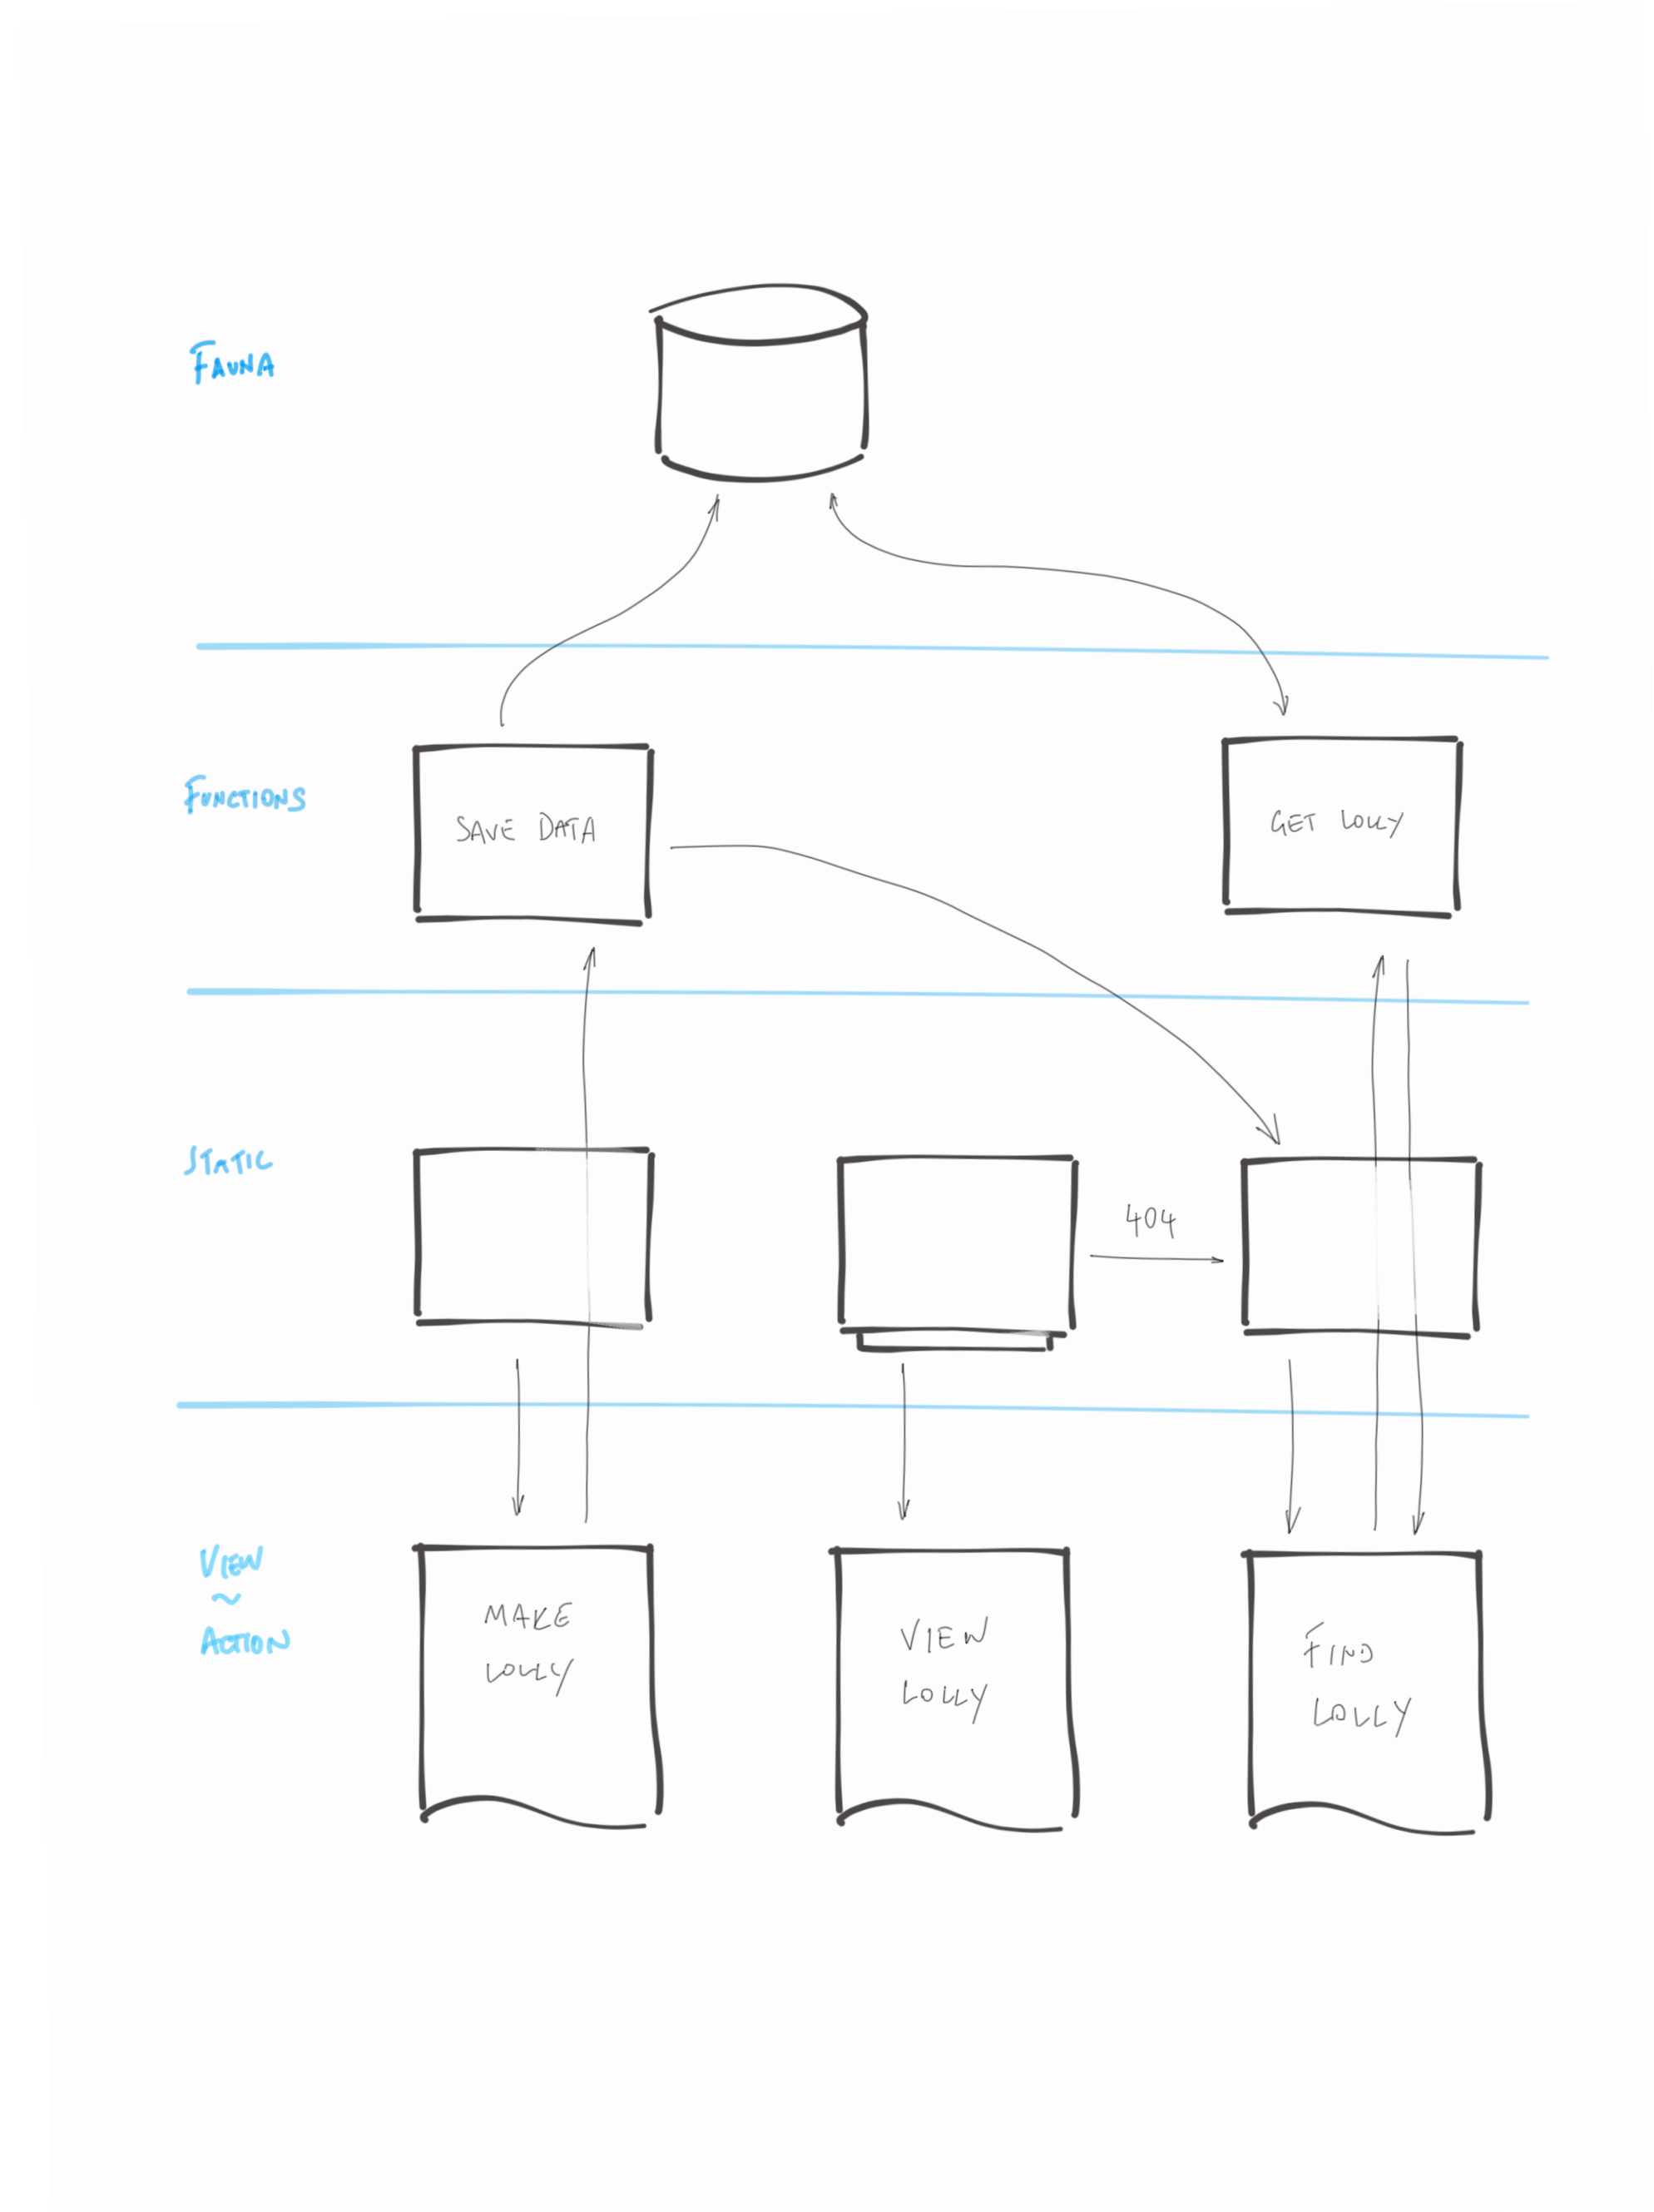 FAUNA
FUNCTIONS
SAVE DATA
GET LOLLY
STATIC
404
VIEW
~
ACTION
MAKE
LOLLY
VIEW
LOLLY
FIND
LOLLY